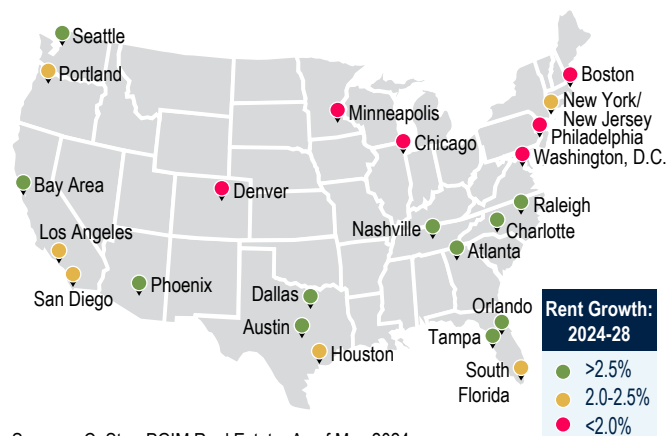 Seattle
Portland
Boston
New York/
New Jersey
Minneapolis
Philadelphia
Chicago
Washington, D.C.
Bay Area
Denver
Raleigh
Nashville
Charlotte
Los Angeles
Atlanta
Phoenix
San Diego
Dallas
Orlando
Austin
Tampa
Houston
South
Florida
Rent Growth:
2024-28
>2.5%
2.0-2.5%
<2.0%